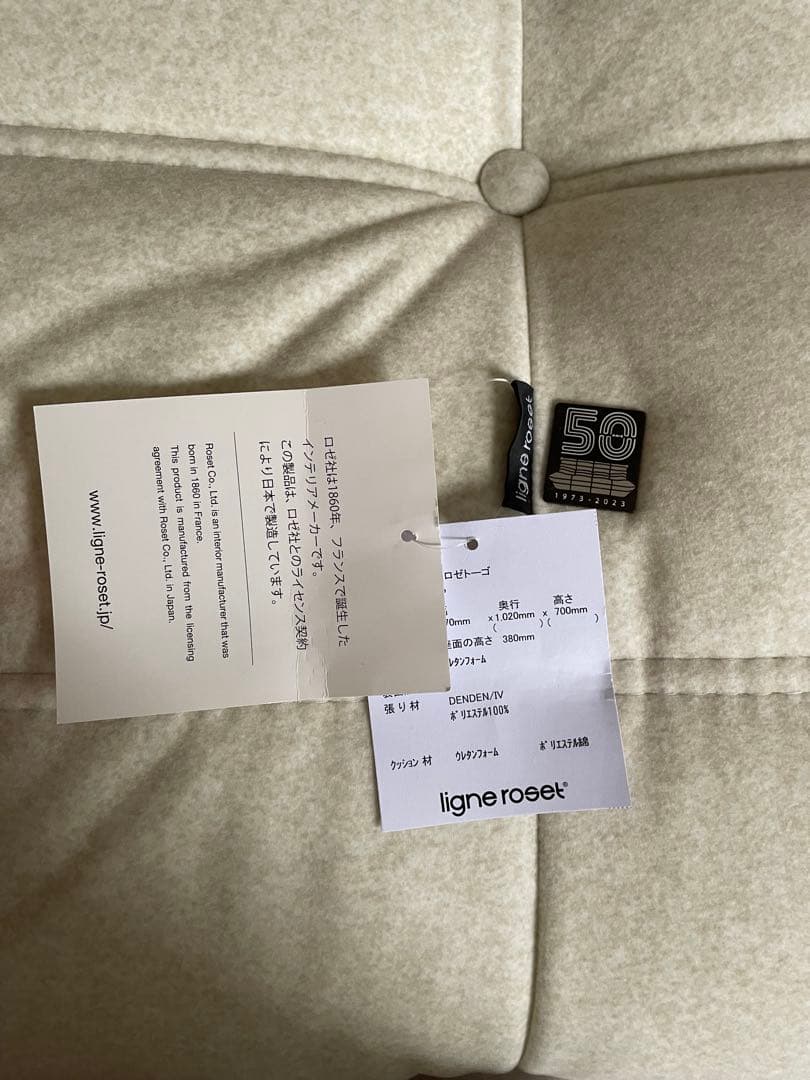 ロゼ社は1860年、フランスで誕生した
インテリアメーカーです。
この製品は、ロゼ社とのライセンス契約
により日本で製造しています。
Roset Co., Ltd. is an interior manufacturer that was
born in 1860 in France.
This product is manufactured from the licensing
agreement with Roset Co., Ltd. in Japan.
www.ligne-roset.jp/
ligne roset
50
1973-2023
ロゼトーゴ
奥行 高さ
70mm x1,020mm x 700mm
( )( )
面の高さ 380mm
ウレタンフォーム
張り材 DENDEN/IV
ポリエステル100%
クッション材 ウレタンフォーム ポリエステル綿
ligne roset®